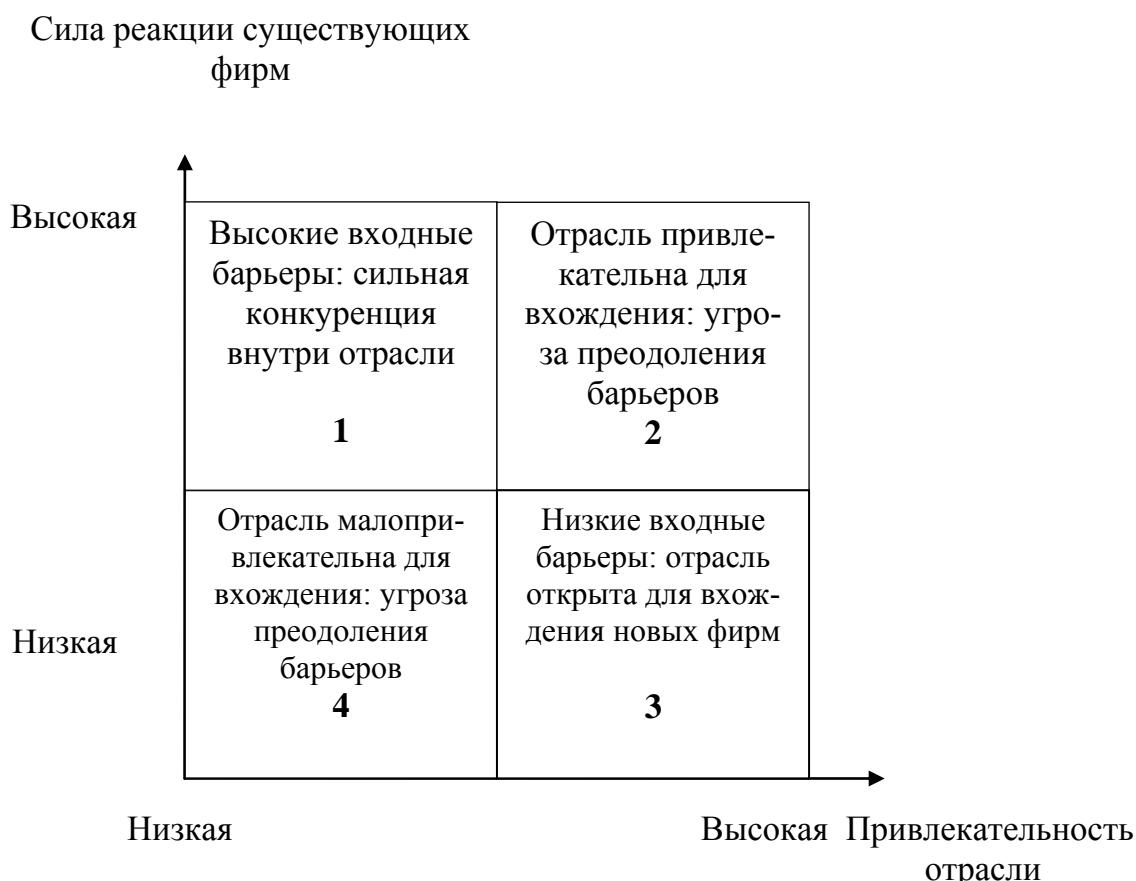 Сила реакции существующих
фирм
Высокая
Высокие входные
барьеры: сильная
конкуренция
внутри отрасли
1
Отрасль привле-
кательна для
вхождения: угро-
за преодоления
барьеров
2
Низкая
Отрасль малопри-
влекательна для
вхождения: угроза
преодоления
барьеров
4
Низкие входные
барьеры: отрасль
открыта для вхож-
дения новых фирм
3
Низкая
Высокая
Привлекательность
отрасли